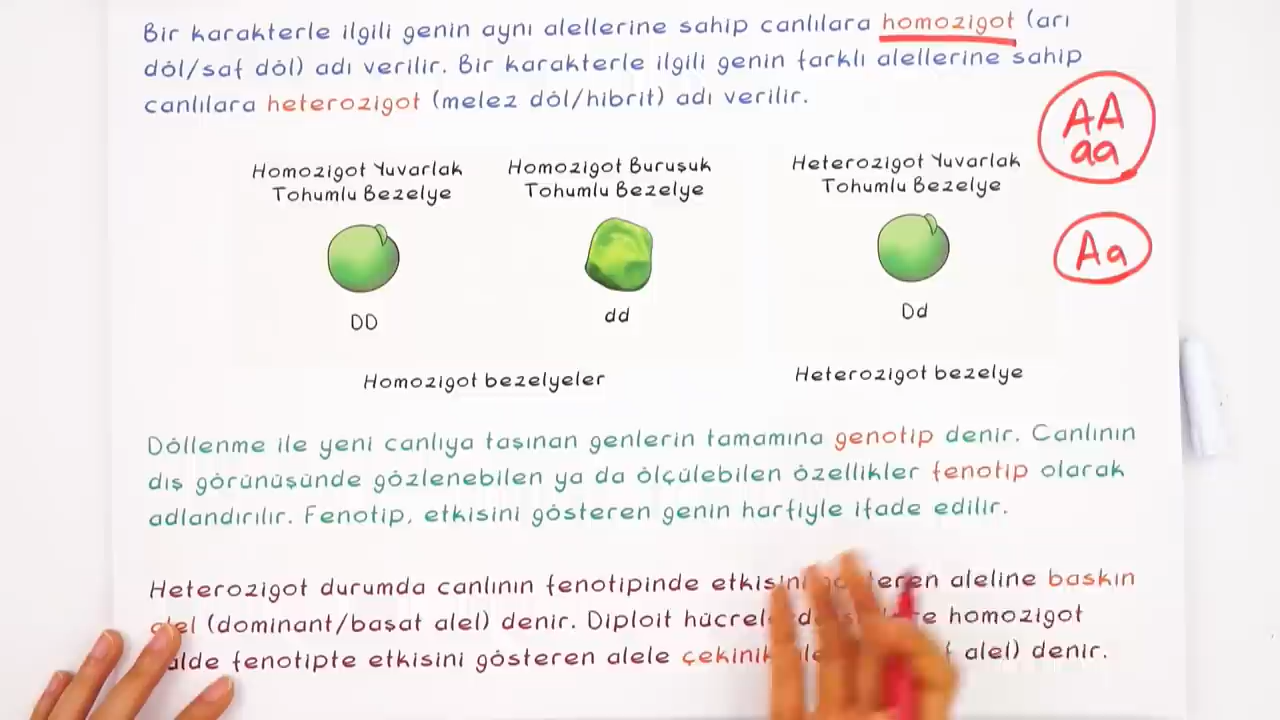 Bir karakterle ilgili genin aynı alellerine sahip canlılara homozigot (arı
döl/saf döl) adı verilir. Bir karakterle ilgili genin farklı alellerine sahip
canlılara heterozigot (melez döl/hibrit) adı verilir.
AA
aa
Homozigot Yuvarlak
Tohumlu Bezelye
Homozigot Buruşuk
Tohumlu Bezelye
Heterozigot Yuvarlak
Tohumlu Bezelye
Aa
DD
dd
Dd
Homozigot bezelyeler
Heterozigot bezelye
Döllenme ile yeni canlıya taşınan genlerin tamamına genotip denir. Canlının
dış görünüşünde gözlenebilen ya da ölçülebilen özellikler fenotip olarak
adlandırılır. Fenotip, etkisini gösteren genin harfiyle ifade edilir.
Heterozigot durumda canlının fenotipinde etkisini gösteren aleline baskın
alel (dominant/başat alel) denir. Diploit homozigot
fenotipte etkisini gösteren alele çekinik alel) denir.